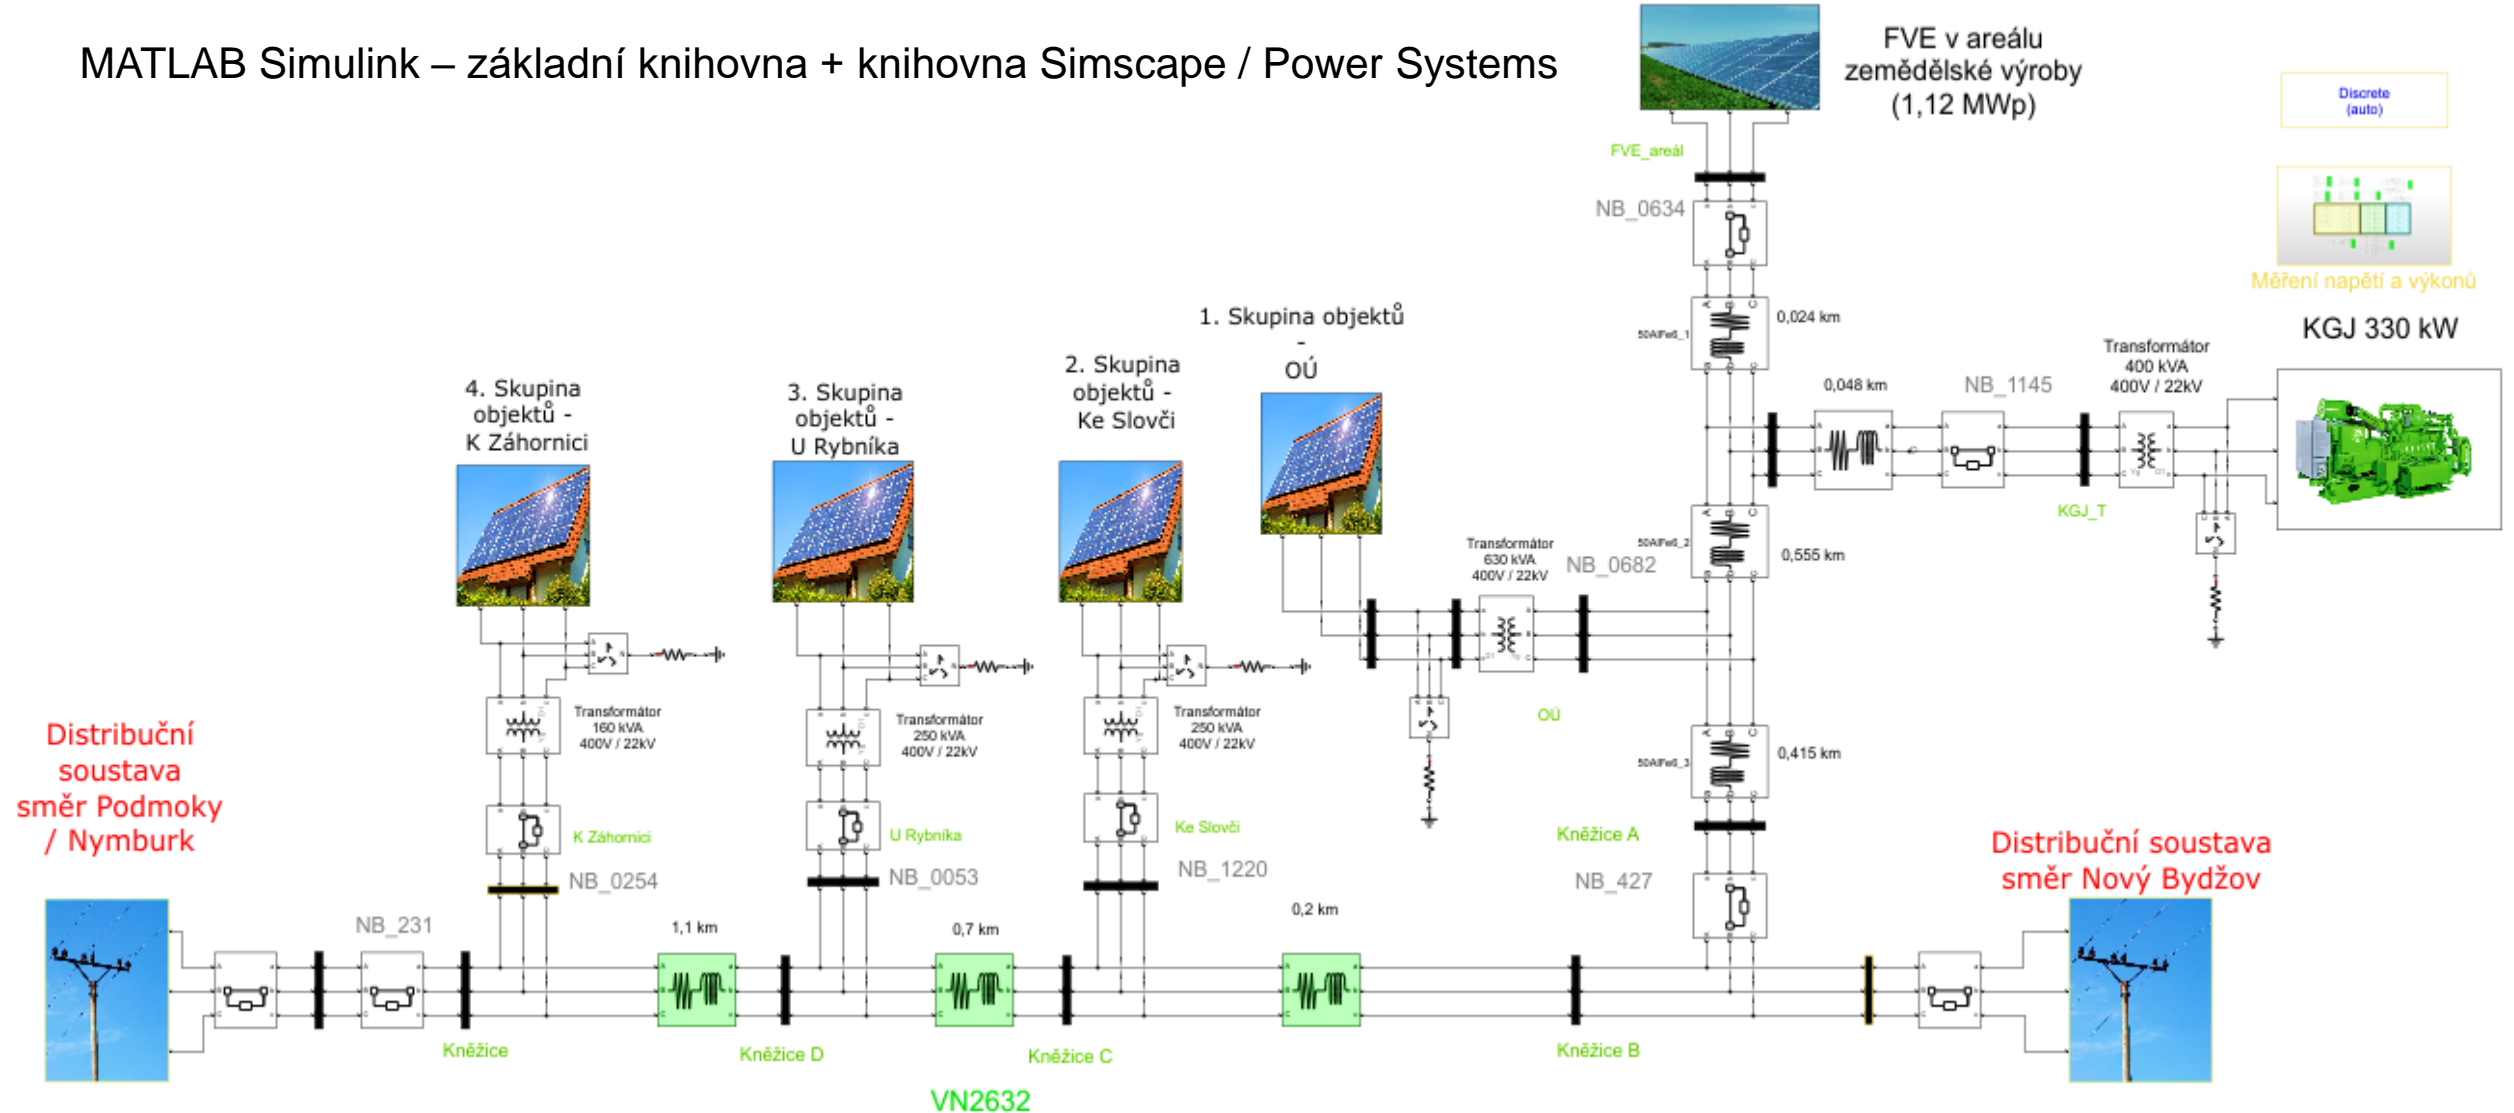 MATLAB Simulink – základní knihovna + knihovna Simscape / Power Systems
FVE v areálu
zemědělské výroby
(1,12 MWp)
Discrete
(auto)
FVE_areál
NB_0634
Měření napětí a výkonů
KGJ 330 kW
0,024 km
50AlFe6_1
1. Skupina objektů
-
OÚ
2. Skupina
objektů -
Ke Slovči
3. Skupina
objektů -
U Rybníka
4. Skupina
objektů -
K Záhornici
0,048 km
NB_1145
Transformátor
400 kVA
400V / 22kV
KGJ_T
50AlFe6_2
0,555 km
Transformátor
630 kVA
400V / 22kV
NB_0682
OÚ
50AlFe6_3
0,415 km
Transformátor
160 kVA
400V / 22kV
Transformátor
250 kVA
400V / 22kV
Transformátor
250 kVA
400V / 22kV
Distribuční
soustava
směr Podmoky
/ Nymburk
K Záhornici
NB_0254
U Rybníka
NB_0053
Ke Slovči
NB_1220
Kněžice A
NB_427
Distribuční soustava
směr Nový Bydžov
NB_231
1,1 km
0,7 km
0,2 km
Kněžice
Kněžice D
Kněžice C
Kněžice B
VN2632